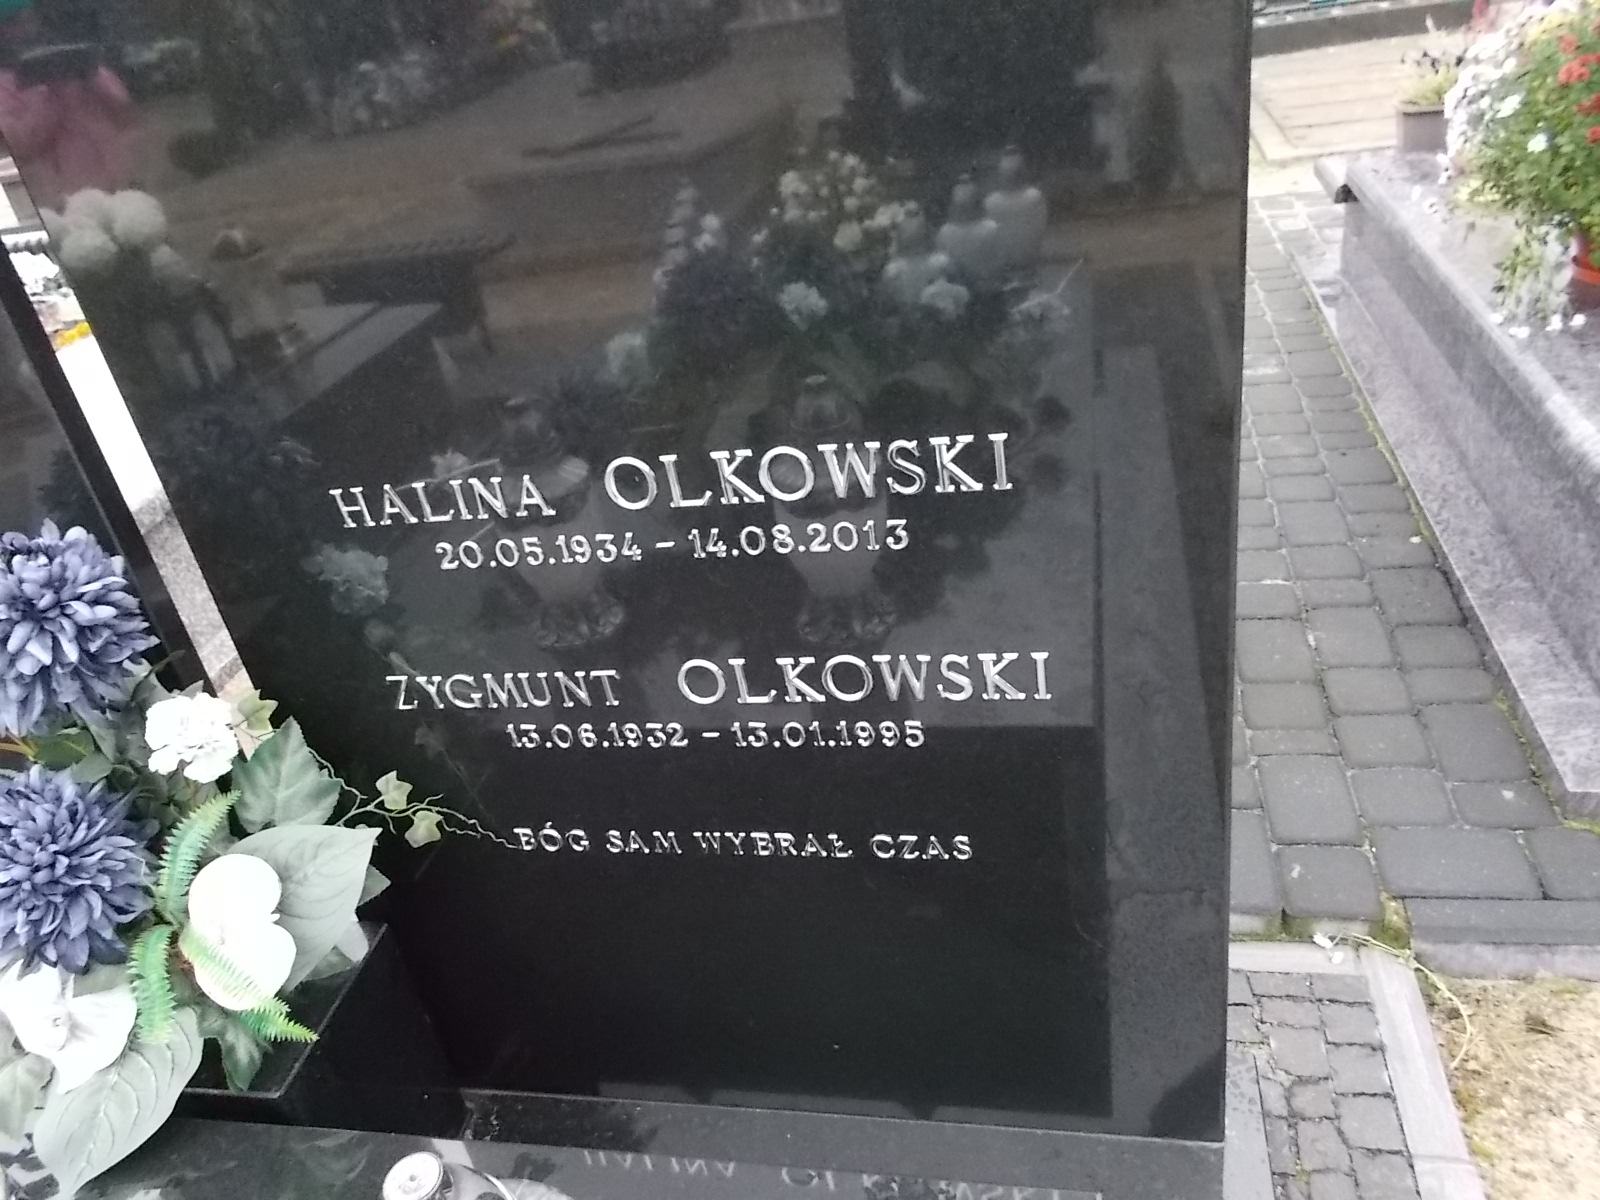 HALINA OLKOWSKI
20.05.1934 - 14.08.2013
ZYGMUNT OLKOWSKI
13.06.1932 - 13.01.1995
BÓG SAM WYBRAŁ CZAS